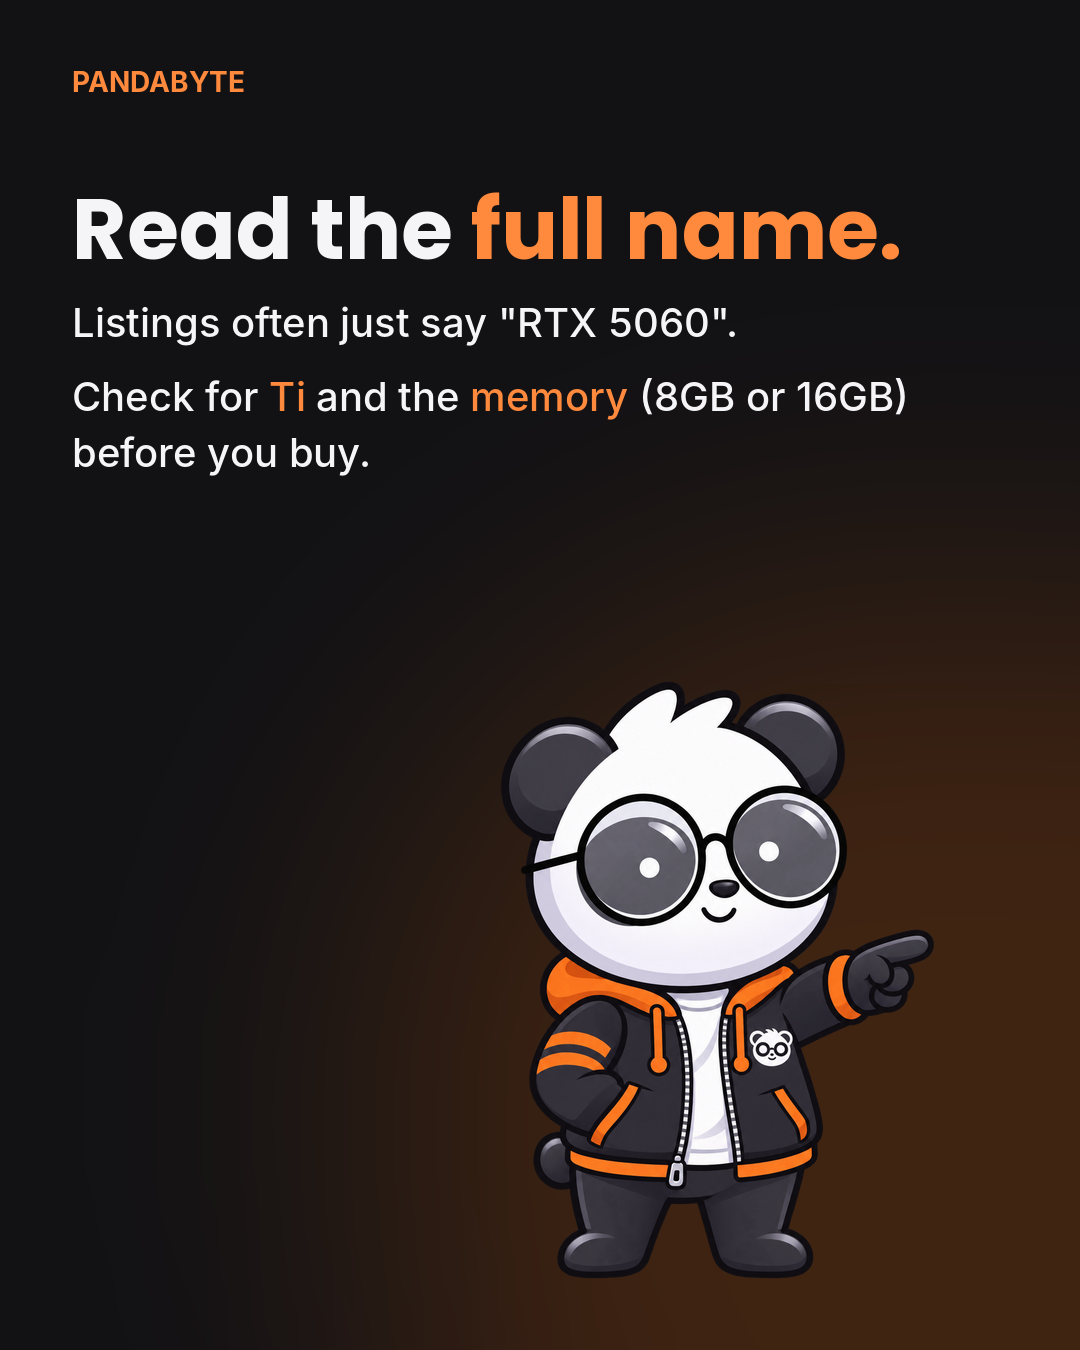 PANDABYTE
Read the full name.
Listings often just say "RTX 5060".
Check for Ti and the memory (8GB or 16GB)
before you buy.